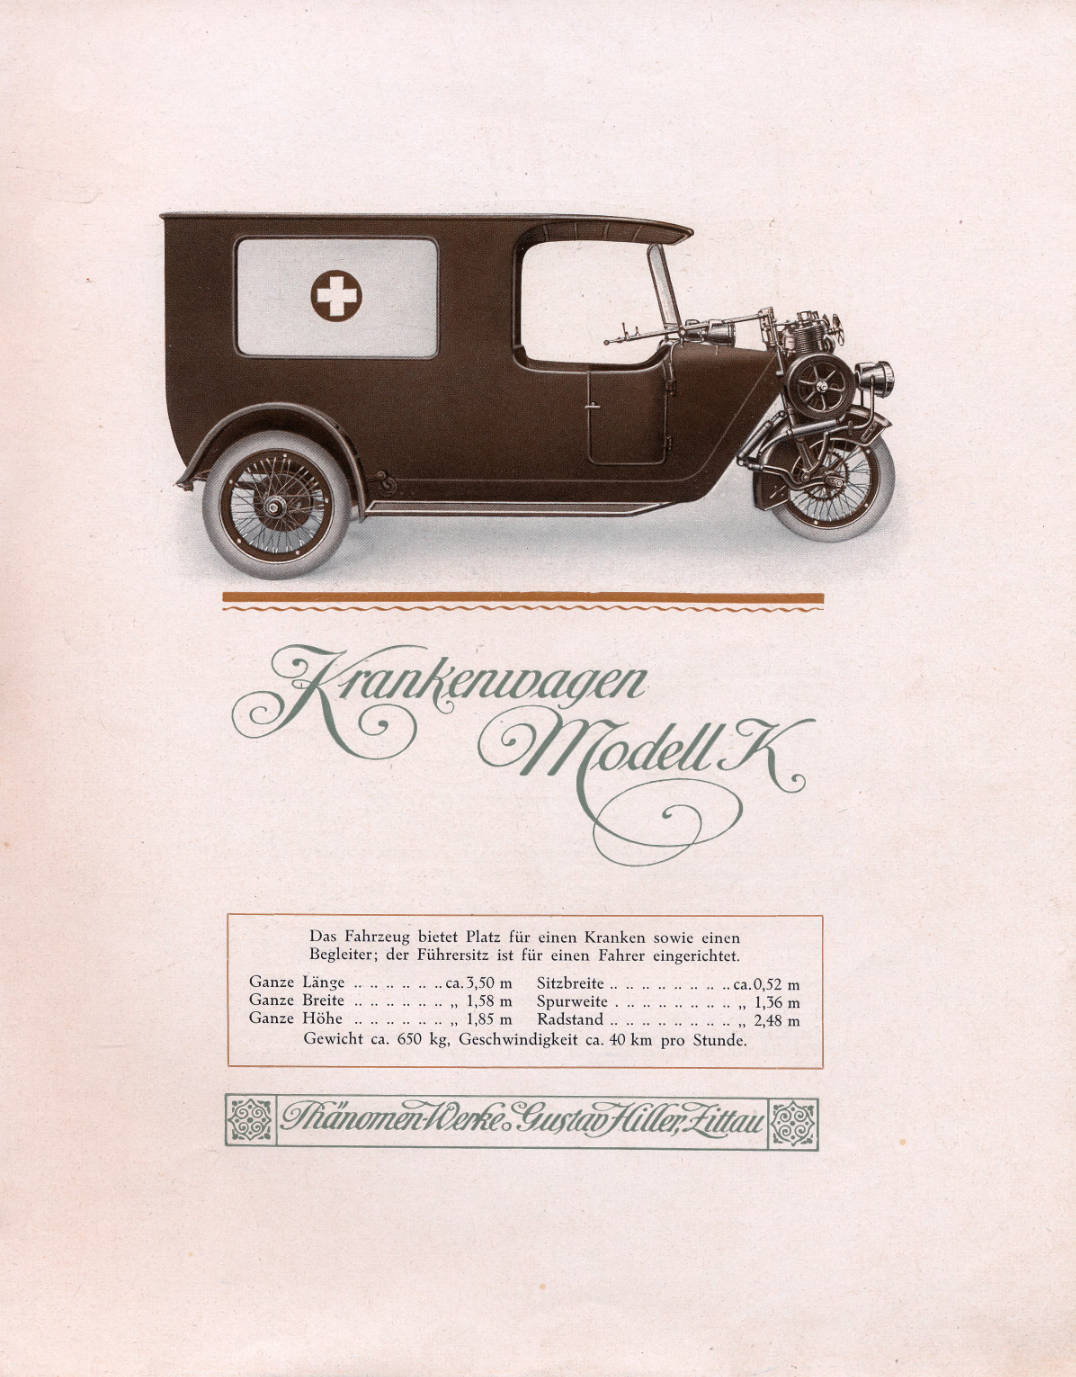 Krankenwagen
Modell K
Das Fahrzeug bietet Platz für einen Kranken sowie einen
Begleiter; der Führersitz ist für einen Fahrer eingerichtet.
Ganze Länge .. .. .. .. .. .. ca. 3,50 m
Ganze Breite .. .. .. .. .. .. „ 1,58 m
Ganze Höhe .. .. .. .. .. .. „ 1,85 m
Sitzbreite .. .. .. .. .. .. .. .. ca. 0,52 m
Spurweite . .. .. .. .. .. .. .. „ 1,36 m
Radstand .. .. .. .. .. .. .. .. „ 2,48 m
Gewicht ca. 650 kg, Geschwindigkeit ca. 40 km pro Stunde.
Phänomen-Werke: Gustav Hiller, Zittau